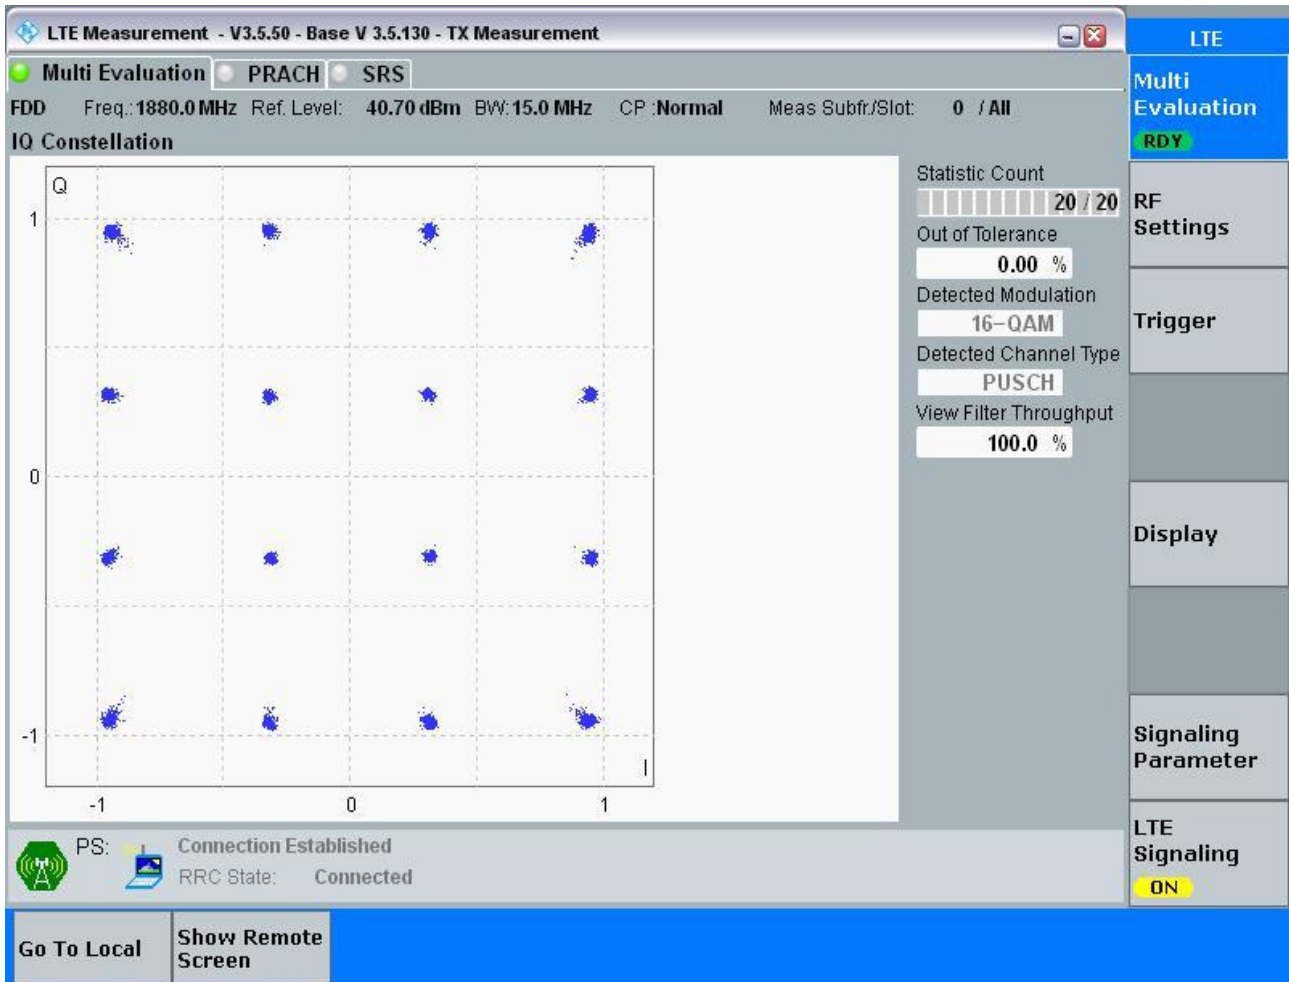 LTE Measurement - V3.5.50 - Base V 3.5.130 - TX Measurement
Multi Evaluation PRACH SRS
FDD Freq.: 1880.0 MHz Ref. Level: 40.70 dBm BW: 15.0 MHz CP : Normal Meas Subfr./Slot: 0 / All
IQ Constellation
Q
1
0
-1
I
-1 0 1
Statistic Count
20 / 20
Out of Tolerance
0.00 %
Detected Modulation
16-QAM
Detected Channel Type
PUSCH
View Filter Throughput
100.0 %
PS: Connection Established
RRC State: Connected
LTE
Multi
Evaluation
RDY
RF
Settings
Trigger
Display
Signaling
Parameter
LTE
Signaling
ON
Go To Local
Show Remote
Screen